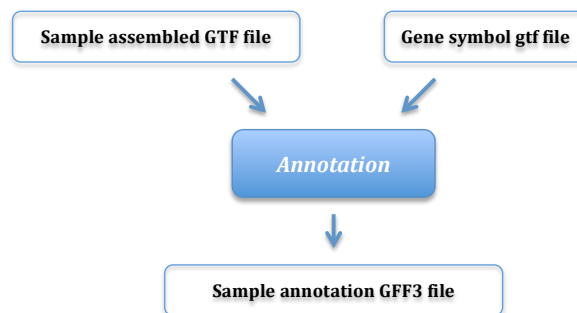 Sample assembled GTF file
Gene symbol gtf file
Annotation
Sample annotation GFF3 file